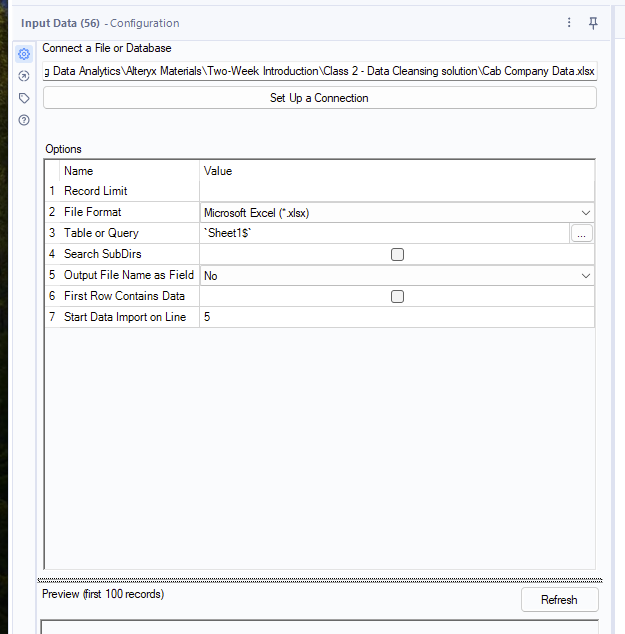 Input Data (56) - Configuration
Connect a File or Database
g Data Analytics\Alteryx Materials\Two-Week Introduction\Class 2 - Data Cleansing solution\Cab Company Data.xlsx
Set Up a Connection
Options
Name Value
1 Record Limit
2 File Format Microsoft Excel (*.xlsx)
3 Table or Query `Sheet1$` ...
4 Search SubDirs
5 Output File Name as Field No
6 First Row Contains Data
7 Start Data Import on Line 5
Preview (first 100 records)
Refresh